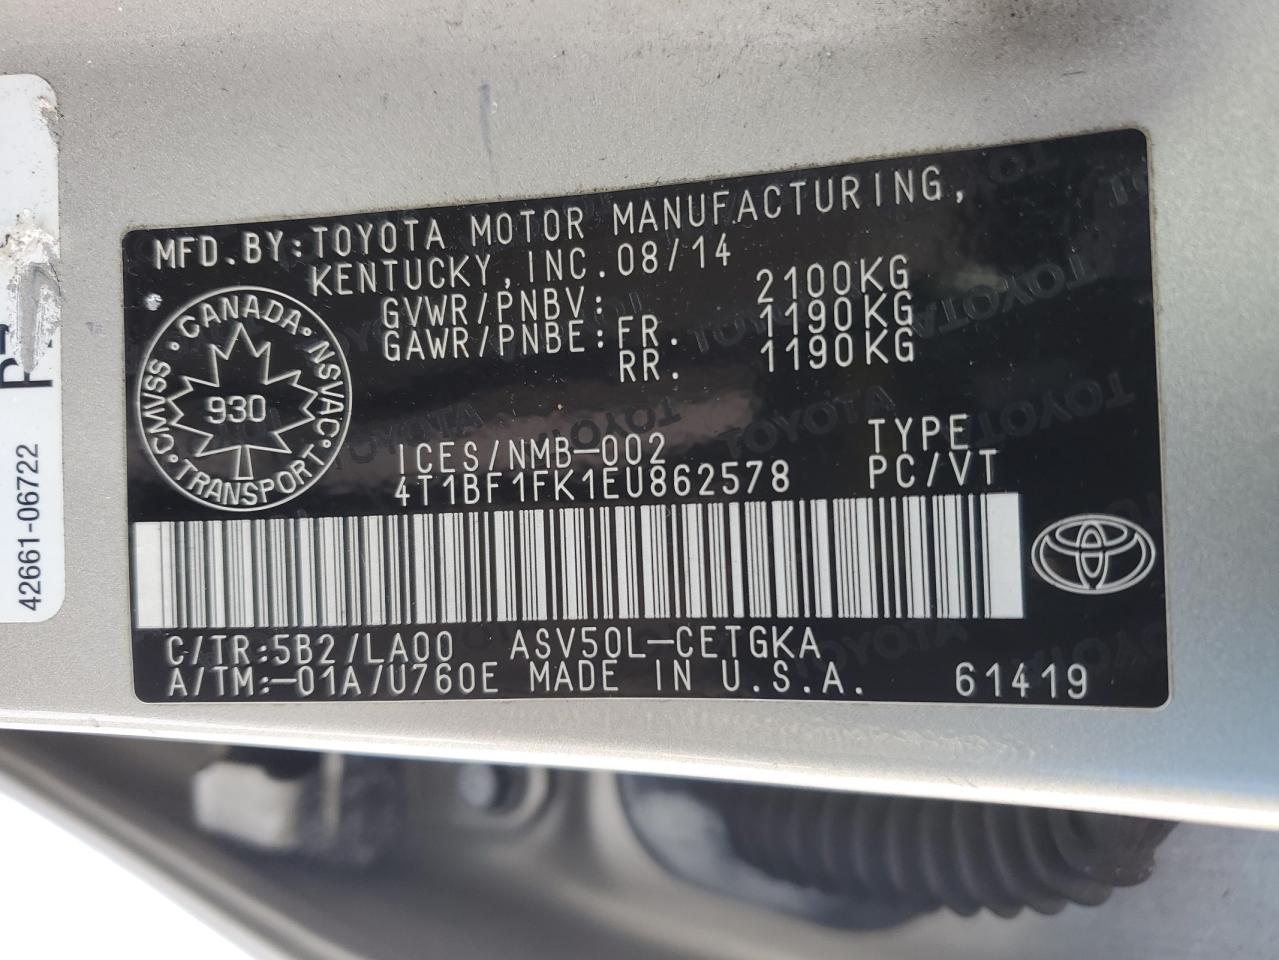 MFD.BY:TOYOTA MOTOR MANUFACTURING,
KENTUCKY,INC.08/14
GVWR/PNBV: 2100KG
GAWR/PNBE:FR. 1190KG
RR. 1190KG
CANADA · NSVAC · TRANSPORT · CMVSS ·
930
ICES/NMB-002 TYPE
4T1BF1FK1EU862578 PC/VT
C/TR:5B2/LA00 ASV50L-CETGKA
A/TM:-01A/U760E MADE IN U.S.A. 61419
42661-06722